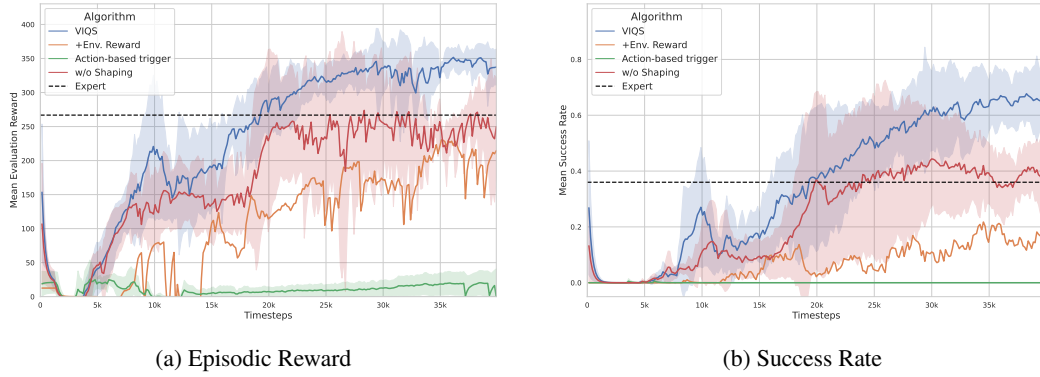 Algorithm
VIQS
+Env. Reward
Action-based trigger
w/o Shaping
Expert
Mean Evaluation Reward
400
350
300
250
200
150
100
50
0
0 5k 10k 15k 20k 25k 30k 35k
Timesteps
(a) Episodic Reward
Algorithm
VIQS
+Env. Reward
Action-based trigger
w/o Shaping
Expert
Mean Success Rate
0.8
0.6
0.4
0.2
0.0
0 5k 10k 15k 20k 25k 30k 35k
Timesteps
(b) Success Rate